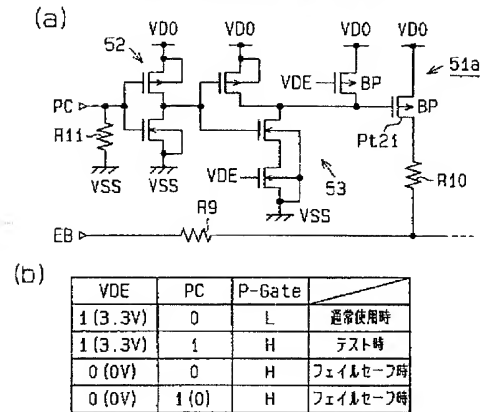 (a)
VDO 52 VDO VDO VDO
53 51a
VDE BP
PC BP
R11 Pt21
VSS VSS VDE 53 R10
VSS
R9
EB
(b)
VDE PC P-Gate
1(3.3V) 0 L 通常使用時
1(3.3V) 1 H テスト時
0(0V) 0 H フェイルセーフ時
0(0V) 1(0) H フェイルセーフ時